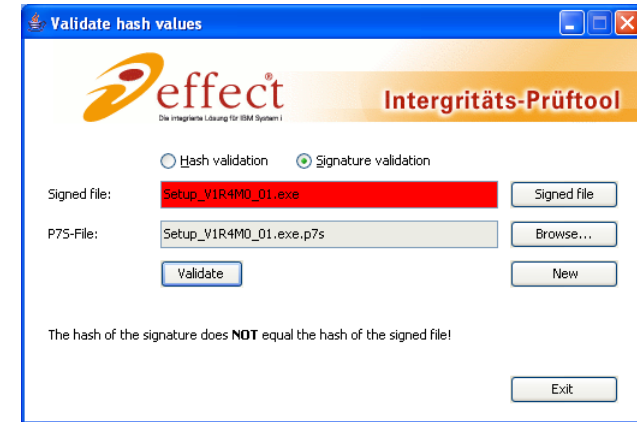 Validate hash values
effect®
Die integrierte Lösung für IBM System i
Intergritäts-Prüftool
Hash validation Signature validation
Signed file: Setup_V1R4M0_01.exe Signed file
P7S-File: Setup_V1R4M0_01.exe.p7s Browse...
Validate New
The hash of the signature does NOT equal the hash of the signed file!
Exit